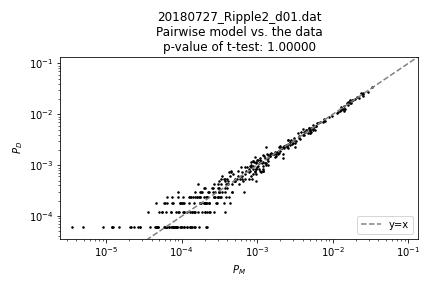 20180727_Ripple2_d01.dat
Pairwise model vs. the data
p-value of t-test: 1.00000
10⁻¹
10⁻²
10⁻³
10⁻⁴
P_D
y=x
10⁻⁵ 10⁻⁴ 10⁻³ 10⁻² 10⁻¹
P_M